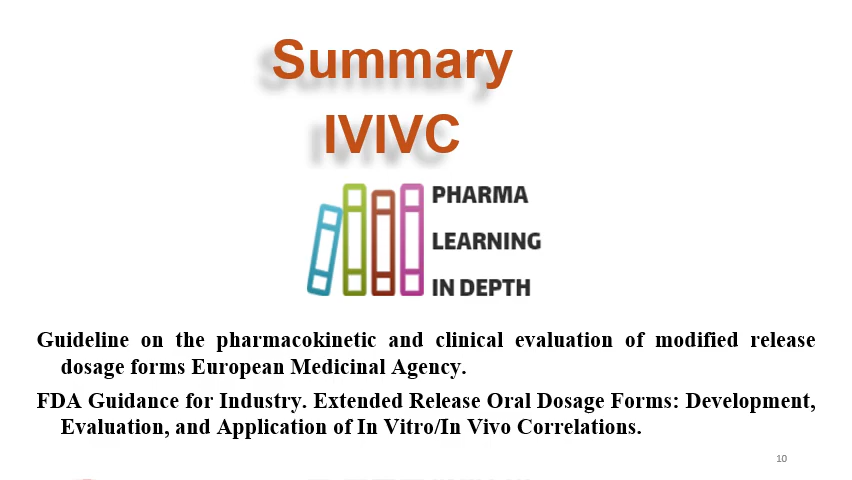 Summary
IVIVC
PHARMA
LEARNING
IN DEPTH
Guideline on the pharmacokinetic and clinical evaluation of modified release
dosage forms European Medicinal Agency.
FDA Guidance for Industry. Extended Release Oral Dosage Forms: Development,
Evaluation, and Application of In Vitro/In Vivo Correlations.
10